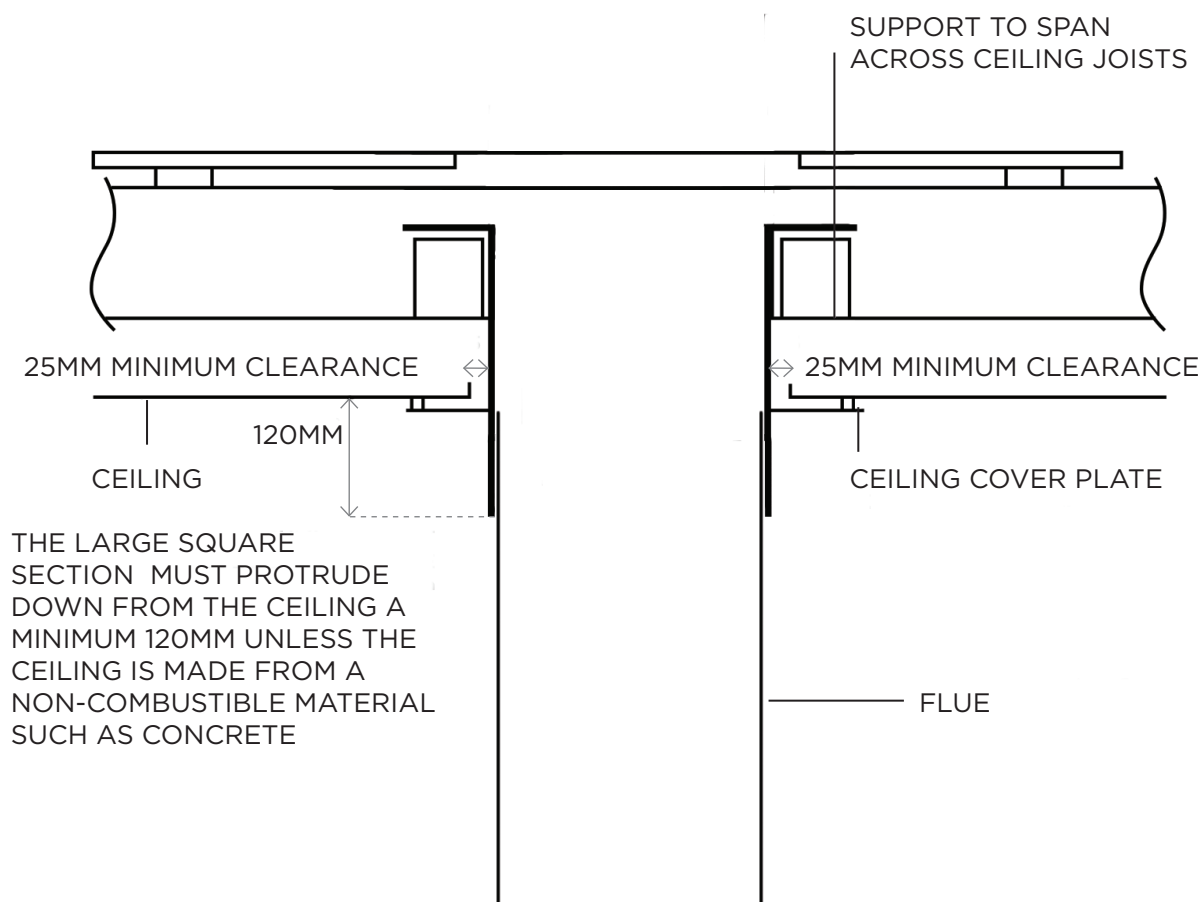 SUPPORT TO SPAN
ACROSS CEILING JOISTS
25MM MINIMUM CLEARANCE
25MM MINIMUM CLEARANCE
120MM
CEILING
CEILING COVER PLATE
THE LARGE SQUARE
SECTION MUST PROTRUDE
DOWN FROM THE CEILING A
MINIMUM 120MM UNLESS THE
CEILING IS MADE FROM A
NON-COMBUSTIBLE MATERIAL
SUCH AS CONCRETE
FLUE